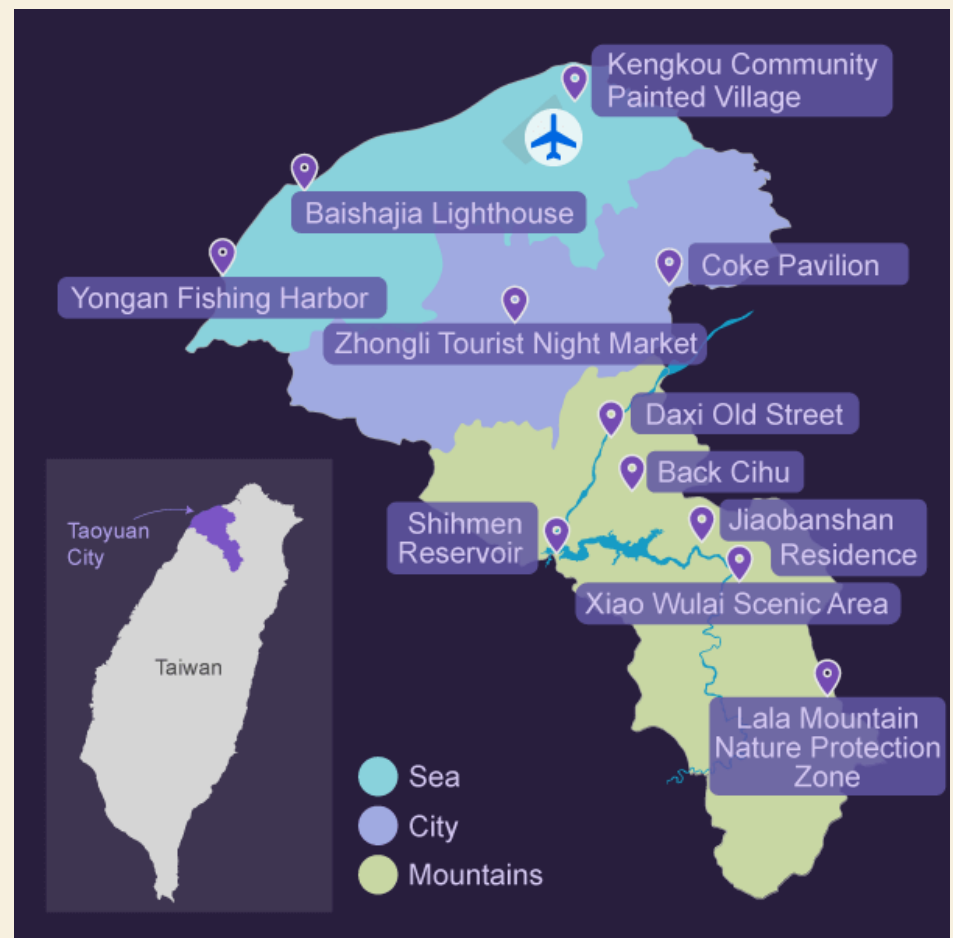 Kengkou Community
Painted Village
Baishajia Lighthouse
Coke Pavilion
Yongan Fishing Harbor
Zhongli Tourist Night Market
Daxi Old Street
Back Cihu
Shihmen
Reservoir
Jiaobanshan
Residence
Xiao Wulai Scenic Area
Lala Mountain
Nature Protection
Zone
Taoyuan
City
Taiwan
Sea
City
Mountains